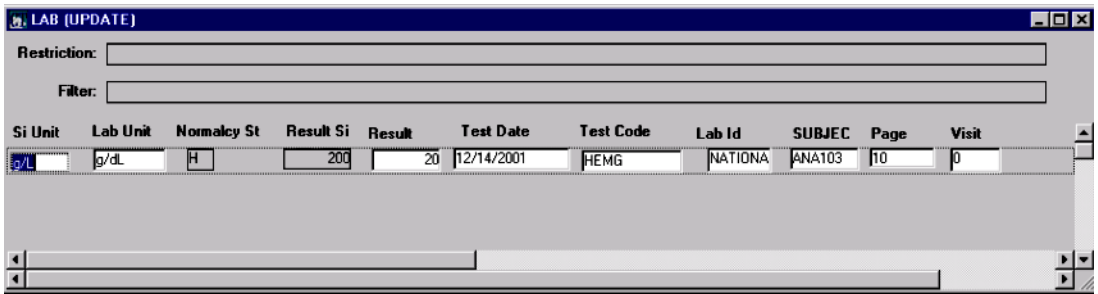 LAB (UPDATE)
Restriction:
Filter:
Si Unit Lab Unit Normalcy St Result Si Result Test Date Test Code Lab Id SUBJEC Page Visit
g/L g/dL H 200 20 12/14/2001 HEMG NATIONA ANA103 10 0